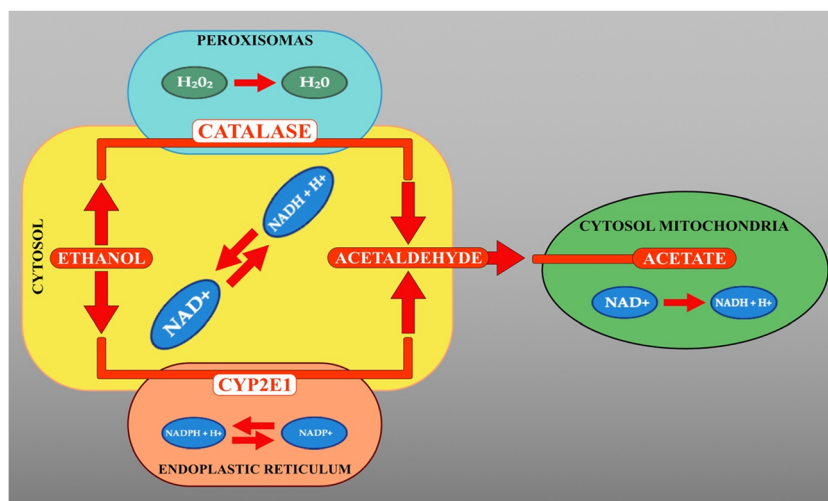 PEROXISOMAS
H₂0₂
H₂0
CATALASE
NADH + H+
CYTOSOL
ETHANOL
ACETALDEHYDE
NAD+
CYTOSOL MITOCHONDRIA
ACETATE
NAD+
NADH + H+
CYP2E1
NADPH + H+
NADP+
ENDOPLASTIC RETICULUM